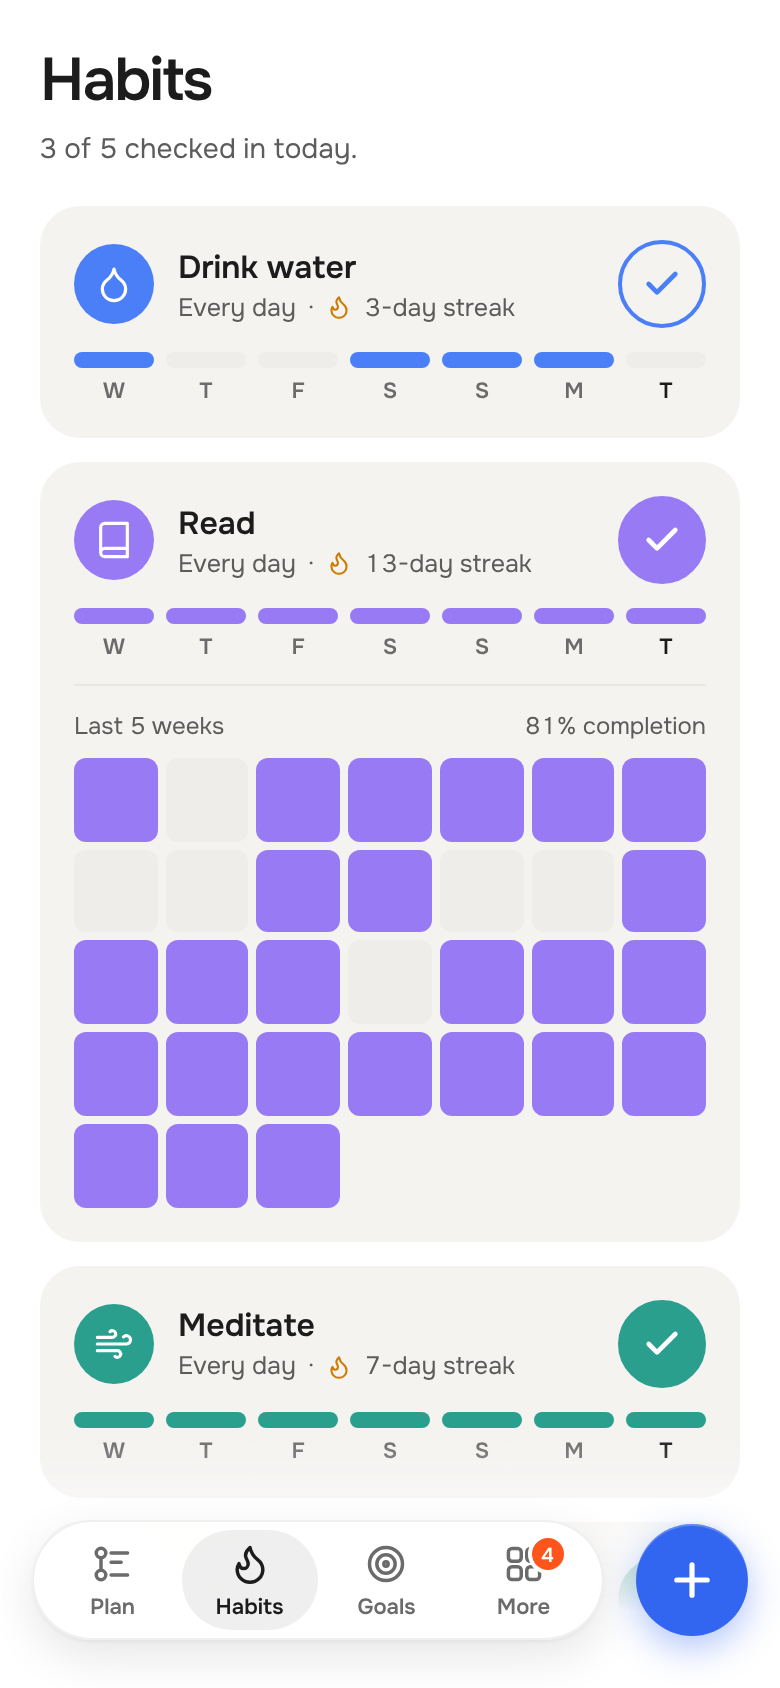 Habits
3 of 5 checked in today.
Drink water
Every day · 3-day streak
W T F S S M T
Read
Every day · 13-day streak
W T F S S M T
Last 5 weeks 81% completion
Meditate
Every day · 7-day streak
W T F S S M T
4
Plan Habits Goals More